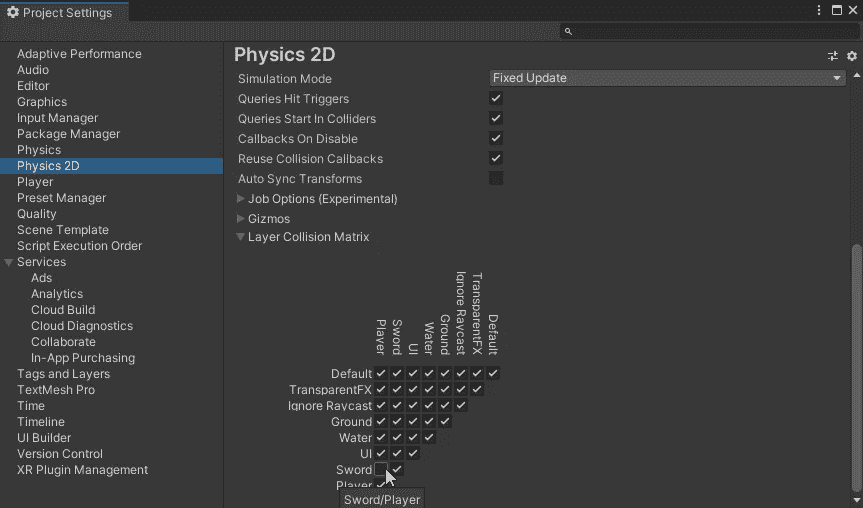 Project Settings
Adaptive Performance
Audio
Editor
Graphics
Input Manager
Package Manager
Physics
Physics 2D
Player
Preset Manager
Quality
Scene Template
Script Execution Order
Services
Ads
Analytics
Cloud Build
Cloud Diagnostics
Collaborate
In-App Purchasing
Tags and Layers
TextMesh Pro
Time
Timeline
UI Builder
Version Control
XR Plugin Management
Physics 2D
Simulation Mode Fixed Update
Queries Hit Triggers
Queries Start In Colliders
Callbacks On Disable
Reuse Collision Callbacks
Auto Sync Transforms
Job Options (Experimental)
Gizmos
Layer Collision Matrix
Player
Sword
UI
Water
Ground
Ignore Raycast
TransparentFX
Default
Default
TransparentFX
Ignore Raycast
Ground
Water
UI
Sword
Player
Sword/Player